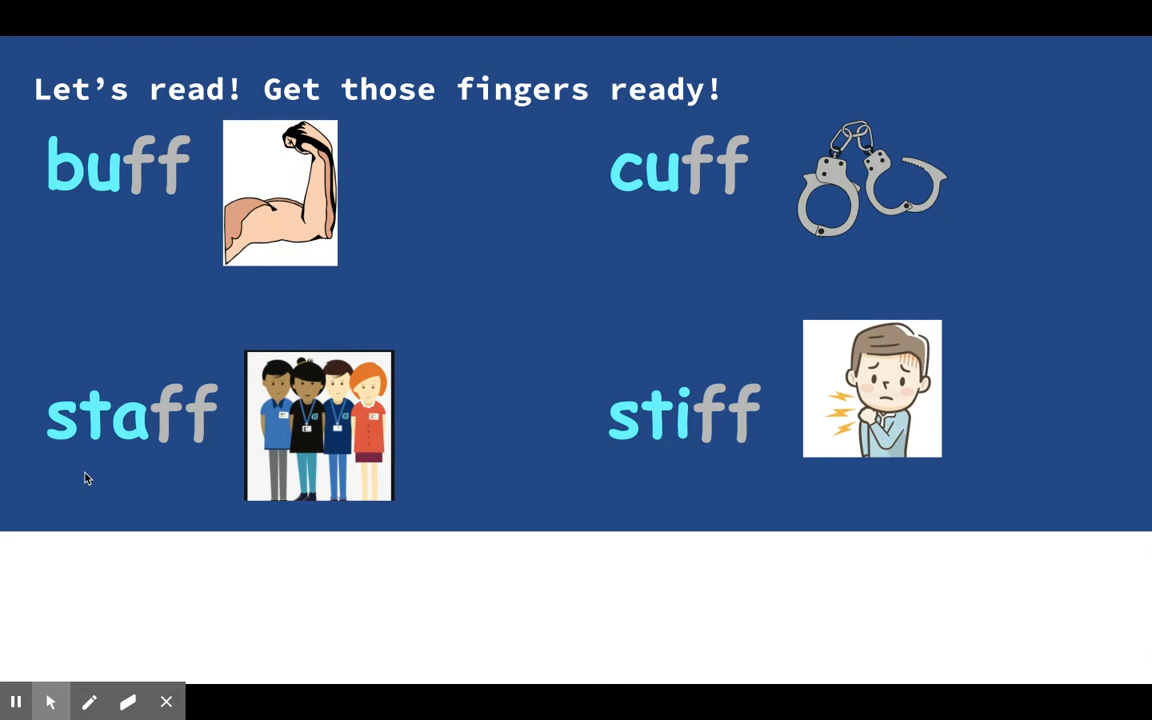 Let’s read! Get those fingers ready!
buff
cuff
staff
stiff